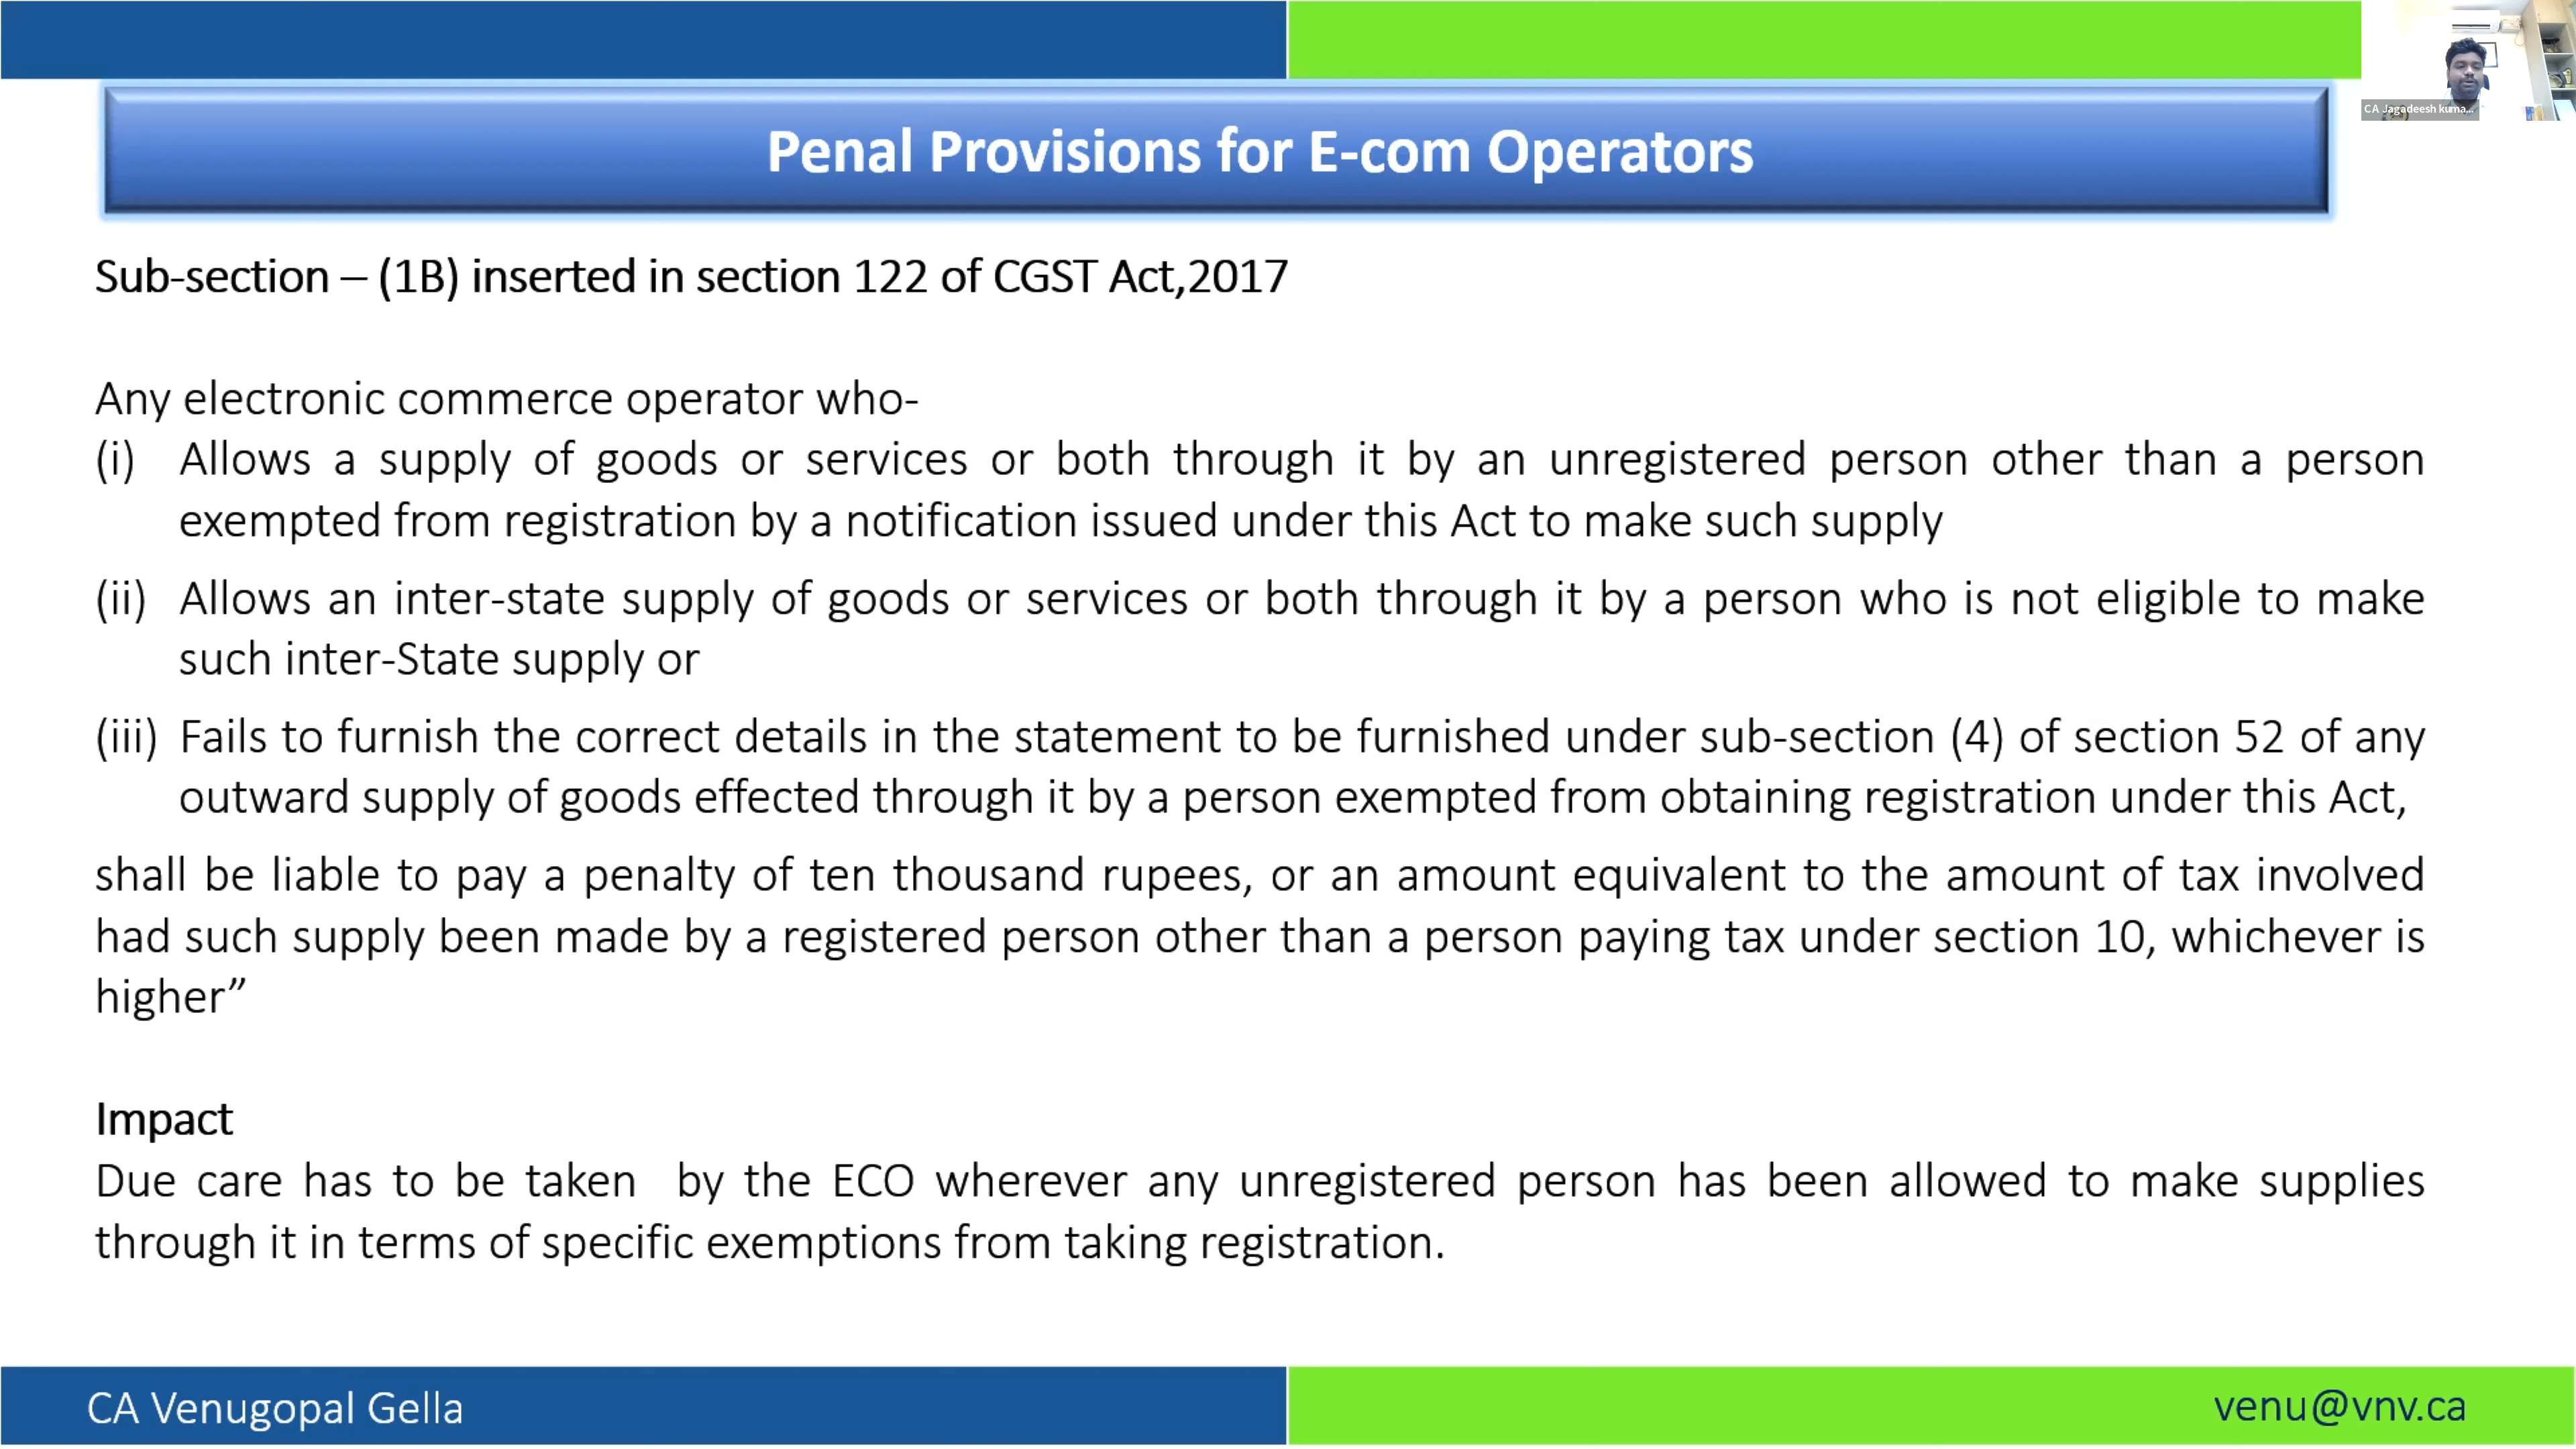 CA Jagadeesh kuma...
Penal Provisions for E-com Operators
Sub-section – (1B) inserted in section 122 of CGST Act,2017
Any electronic commerce operator who-
(i) Allows a supply of goods or services or both through it by an unregistered person other than a person
exempted from registration by a notification issued under this Act to make such supply
(ii) Allows an inter-state supply of goods or services or both through it by a person who is not eligible to make
such inter-State supply or
(iii) Fails to furnish the correct details in the statement to be furnished under sub-section (4) of section 52 of any
outward supply of goods effected through it by a person exempted from obtaining registration under this Act,
shall be liable to pay a penalty of ten thousand rupees, or an amount equivalent to the amount of tax involved
had such supply been made by a registered person other than a person paying tax under section 10, whichever is
higher”
Impact
Due care has to be taken by the ECO wherever any unregistered person has been allowed to make supplies
through it in terms of specific exemptions from taking registration.
CA Venugopal Gella
venu@vnv.ca